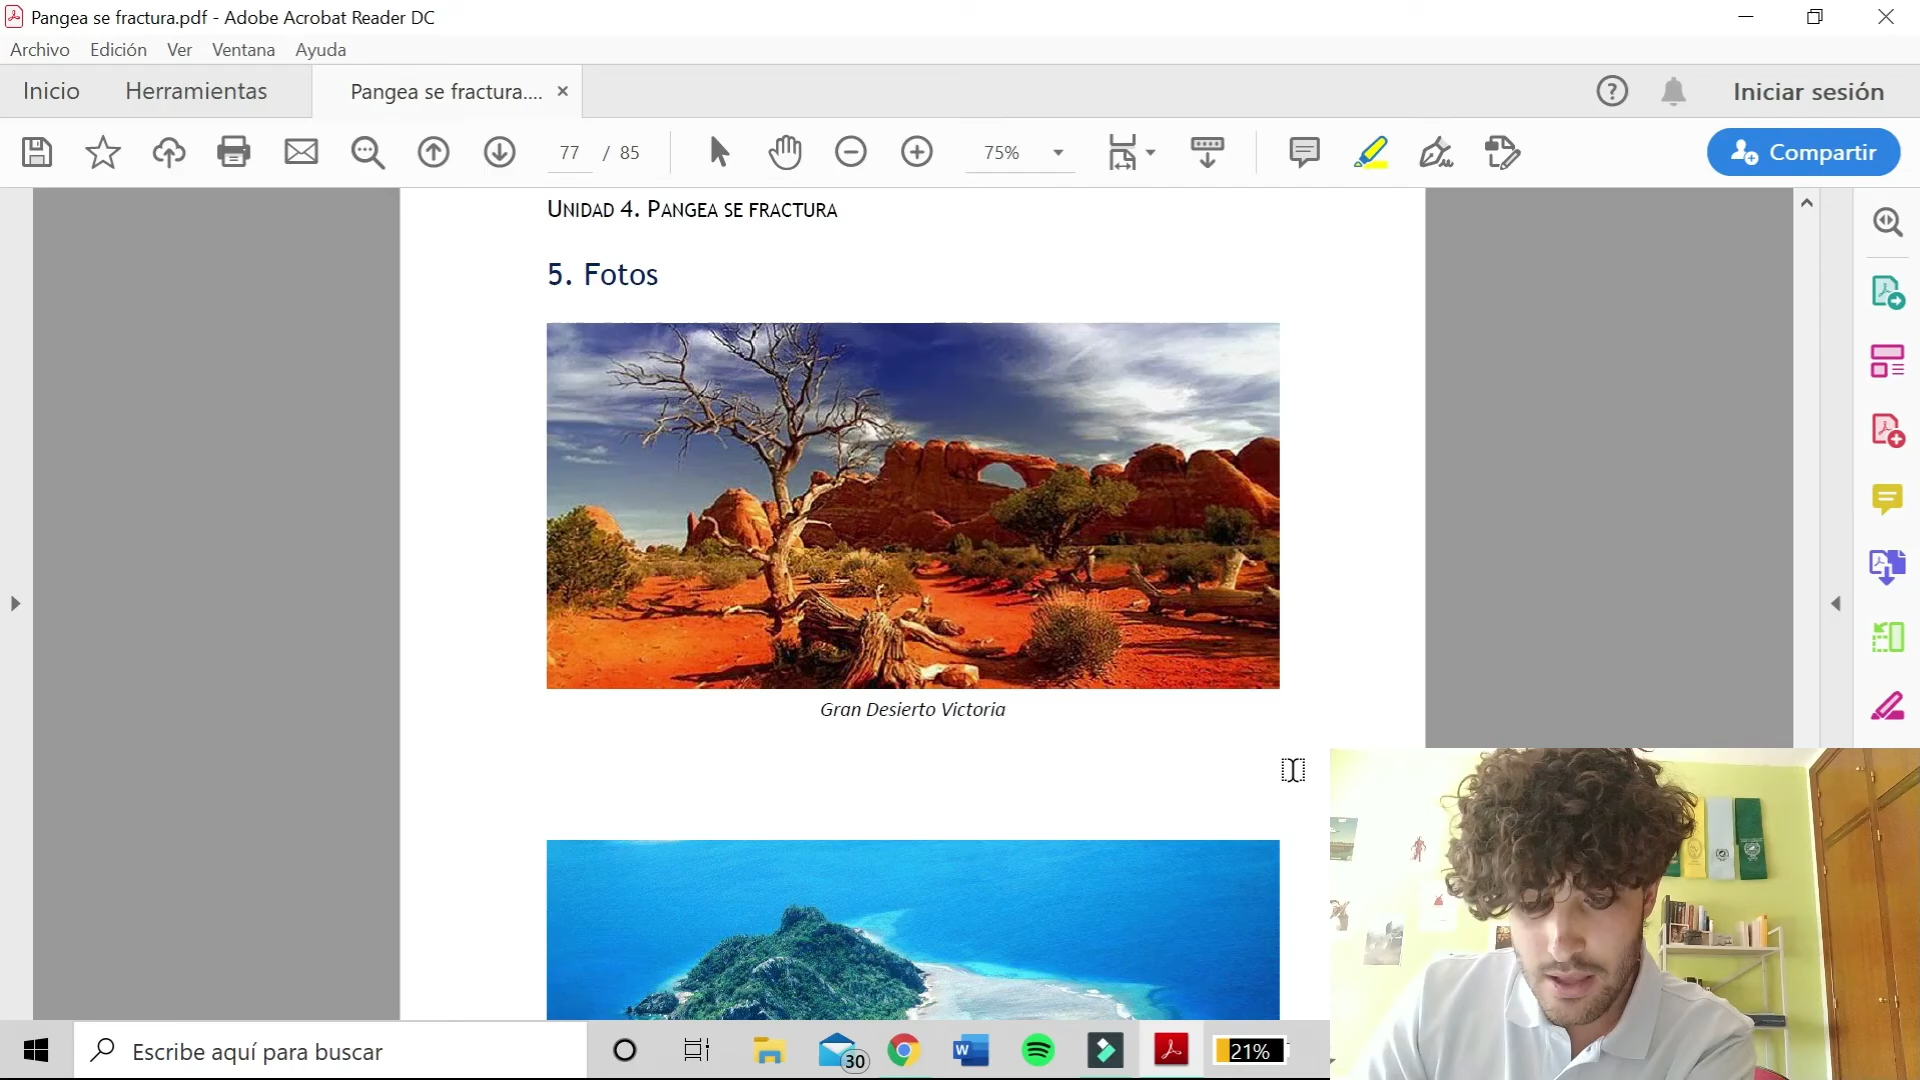 Pangea se fractura.pdf - Adobe Acrobat Reader DC
Archivo Edición Ver Ventana Ayuda
Inicio Herramientas Pangea se fractura.... × Iniciar sesión
77 / 85 75% Compartir
UNIDAD 4. PANGEA SE FRACTURA
5. Fotos
Gran Desierto Victoria
Escribe aquí para buscar 30 21%